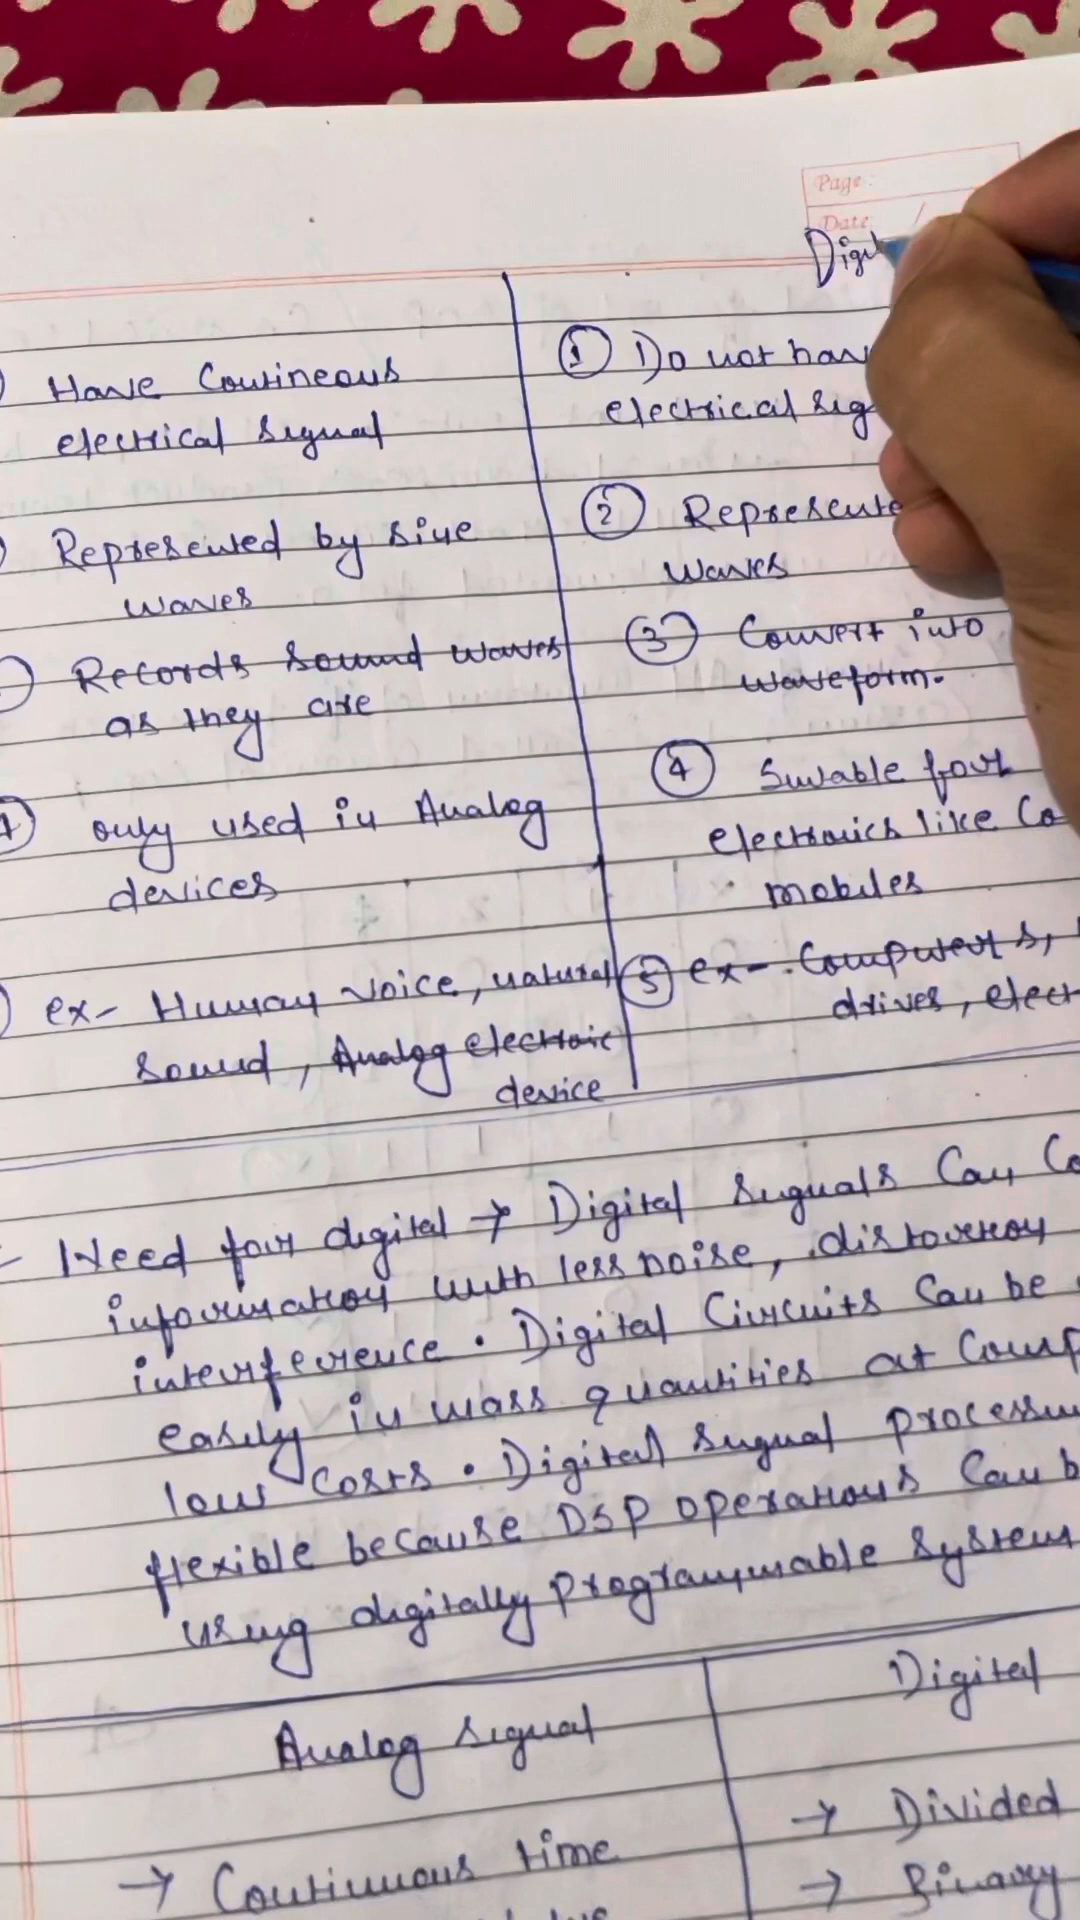 Page:
Date: /
Digit
Have Contineous
electrical signal
Represented by sine
waves
Records sound waves
as they are
only used in Analog
devices
ex- Human voice, natural
sound, Analog electroic
device
① Do not hav
electrical sig
② Represente
waves
③ Convert into
waveform.
④ Suitable for
electronics like Co
mobiles
⑤ ex- Computers,
drives, elect
Need for digital → Digital signals can Co
information with less noise, distortion
interference. Digital Circuits can be
easily in mass quantities at Comp
low costs. Digital signal processin
flexible because DSP operations can b
using digitally programmable system
Analog signal
Digital
→ Continuous time
→ Divided
→ Binary